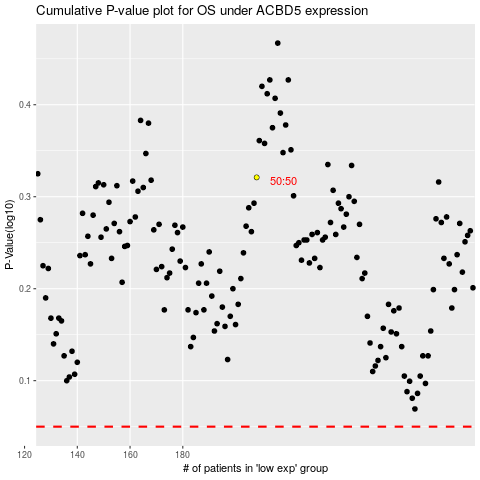 Cumulative P-value plot for OS under ACBD5 expression
P-Value(log10)
0.4
0.3
0.2
0.1
50:50
120 140 160 180
# of patients in 'low exp' group